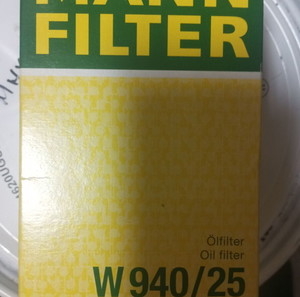 MANN
FILTER
Ölfilter
Oil filter
W 940/25